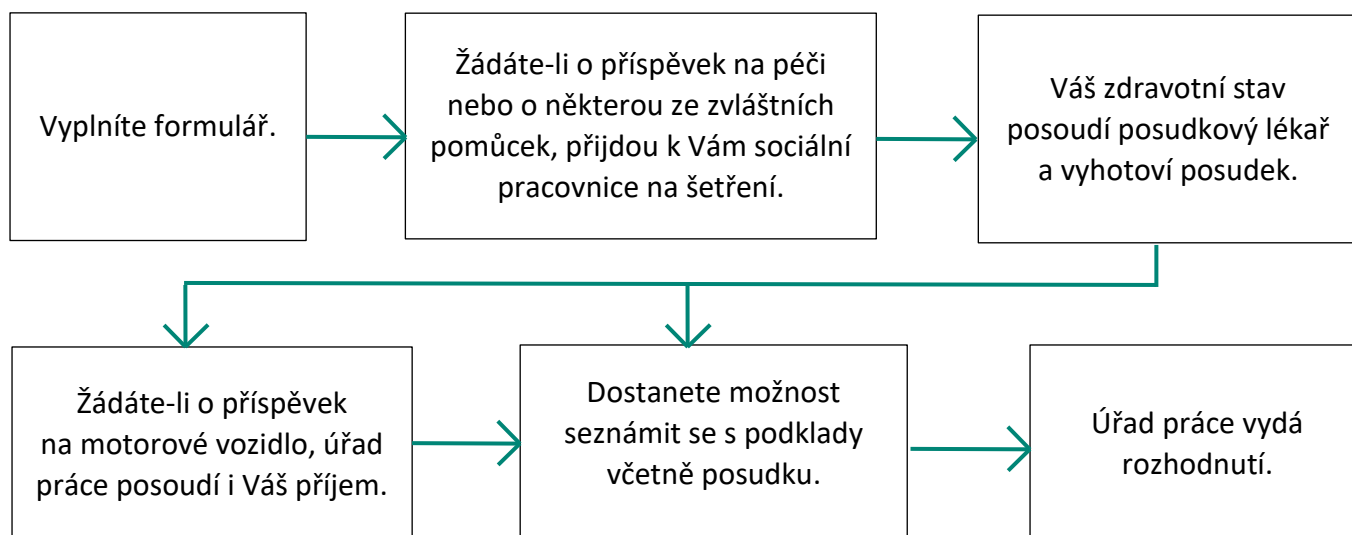 Vyplníte formulář.
Žádáte-li o příspěvek na péči
nebo o některou ze zvláštních
pomůcek, přijdou k Vám sociální
pracovnice na šetření.
Váš zdravotní stav
posoudí posudkový lékař
a vyhotoví posudek.
Žádáte-li o příspěvek
na motorové vozidlo, úřad
práce posoudí i Váš příjem.
Dostanete možnost
seznámit se s podklady
včetně posudku.
Úřad práce vydá
rozhodnutí.